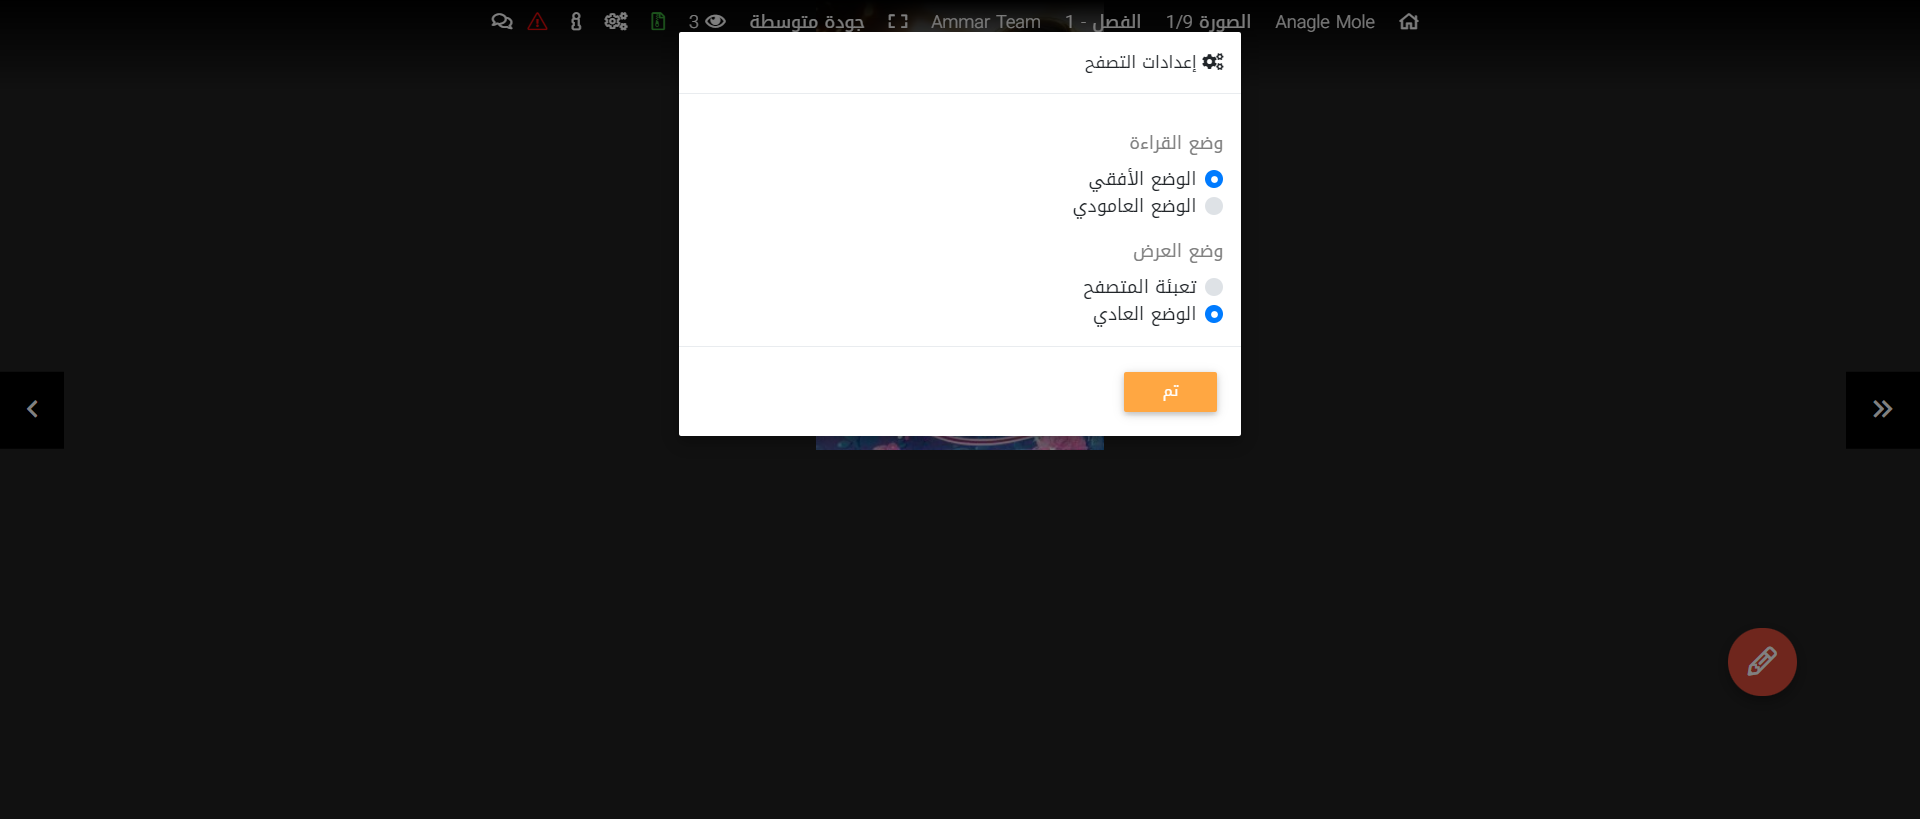 Anagle Mole الصورة 1/9 الفصل - 1 Ammar Team جودة متوسطة 3
إعدادات التصفح
وضع القراءة
الوضع الأفقي
الوضع العامودي
وضع العرض
تعبئة المتصفح
الوضع العادي
تم